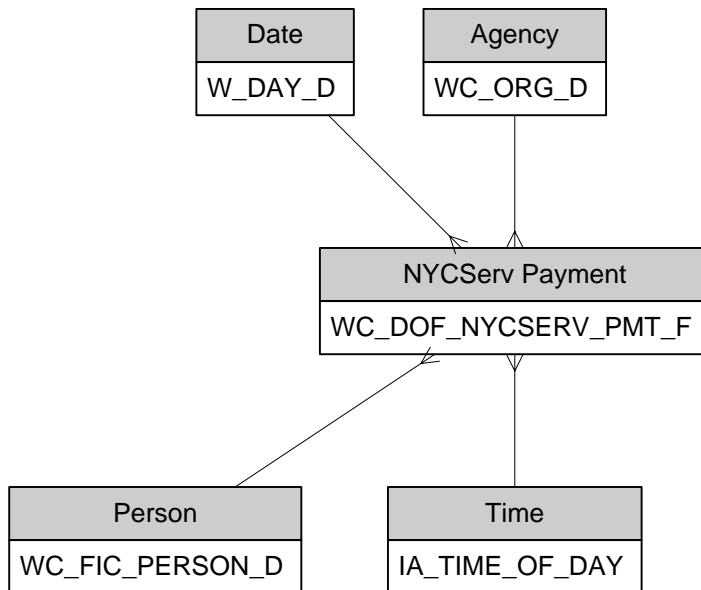 Date
W_DAY_D
Agency
WC_ORG_D
NYCServ Payment
WC_DOF_NYCSERV_PMT_F
Person
WC_FIC_PERSON_D
Time
IA_TIME_OF_DAY